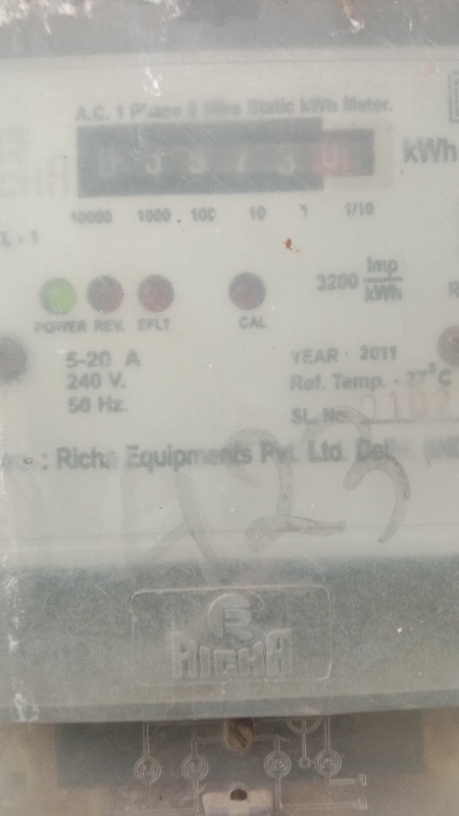 A.C. 1 Phase 2 Wire Static kWh Meter.
kWh
10000 1000 100 10 1 1/10
3200 Imp/kWh
POWER REV. EFLT CAL
5-20 A
240 V.
50 Hz.
YEAR - 2011
Ref. Temp. - 27°C
SL. No.
: Richa Equipments Pvt. Ltd. Delhi.
123
RICHA